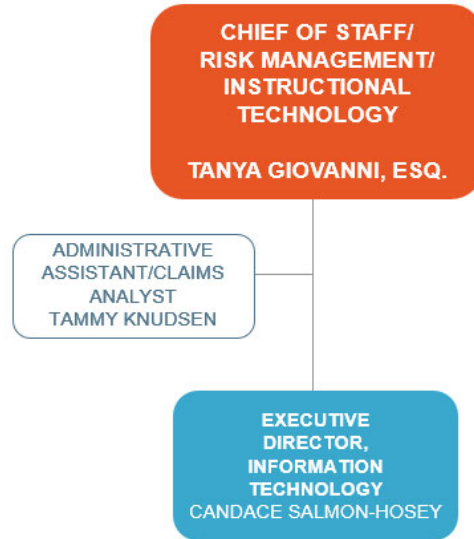 CHIEF OF STAFF/
RISK MANAGEMENT/
INSTRUCTIONAL
TECHNOLOGY
TANYA GIOVANNI, ESQ.
ADMINISTRATIVE
ASSISTANT/CLAIMS
ANALYST
TAMMY KNUDSEN
EXECUTIVE
DIRECTOR,
INFORMATION
TECHNOLOGY
CANDACE SALMON-HOSEY